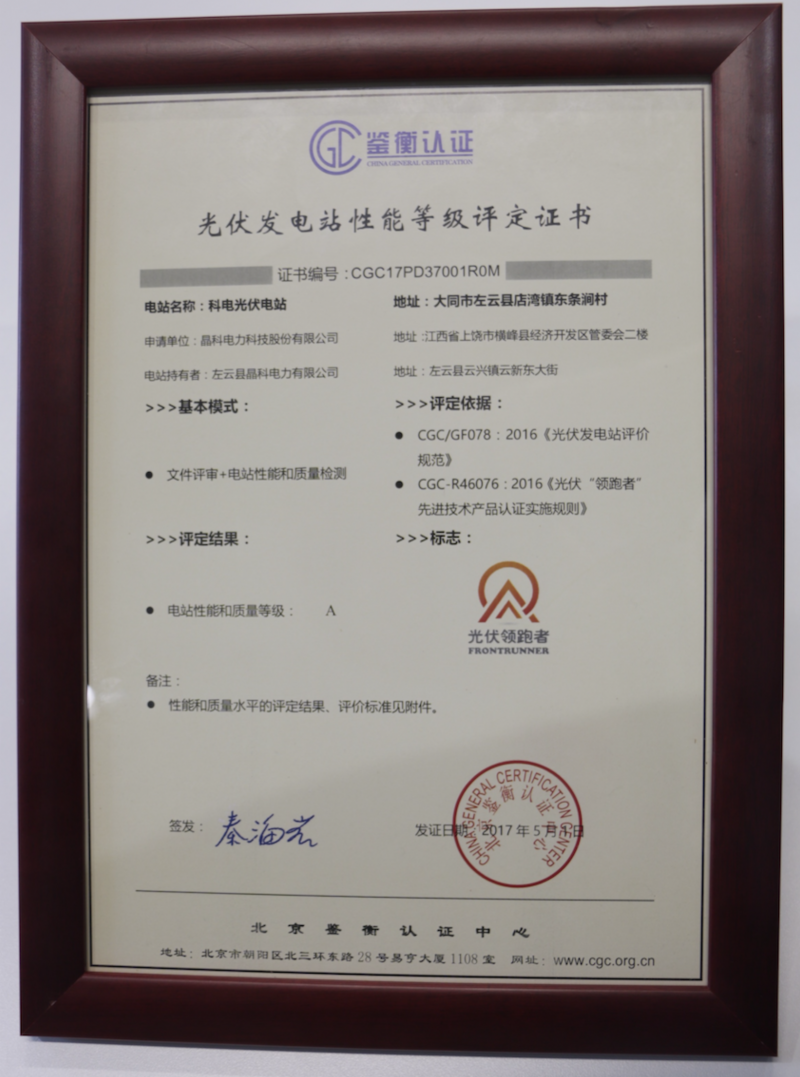 GC 鉴衡认证
CHINA GENERAL CERTIFICATION
光伏发电站性能等级评定证书
证书编号：CGC17PD37001R0M
电站名称：科电光伏电站 地址：大同市左云县店湾镇东条涧村
申请单位：晶科电力科技股份有限公司 地址：江西省上饶市横峰县经济开发区管委会二楼
电站持有者：左云县晶科电力有限公司 地址：左云县云兴镇云新东大街
>>>基本模式： >>>评定依据：
● CGC/GF078：2016《光伏发电站评价
规范》
● 文件评审+电站性能和质量检测
● CGC-R46076：2016《光伏“领跑者”
先进技术产品认证实施规则》
>>>评定结果： >>>标志：
● 电站性能和质量等级： A
光伏领跑者
FRONTRUNNER
备注：
● 性能和质量水平的评定结果、评价标准见附件。
签发：秦海岩
发证日期：2017 年 5 月 1 日
CHINA GENERAL CERTIFICATION CENTER
北京鉴衡认证中心
北京鉴衡认证中心
地址：北京市朝阳区北三环东路 28 号易亨大厦 1108 室 网址：www.cgc.org.cn